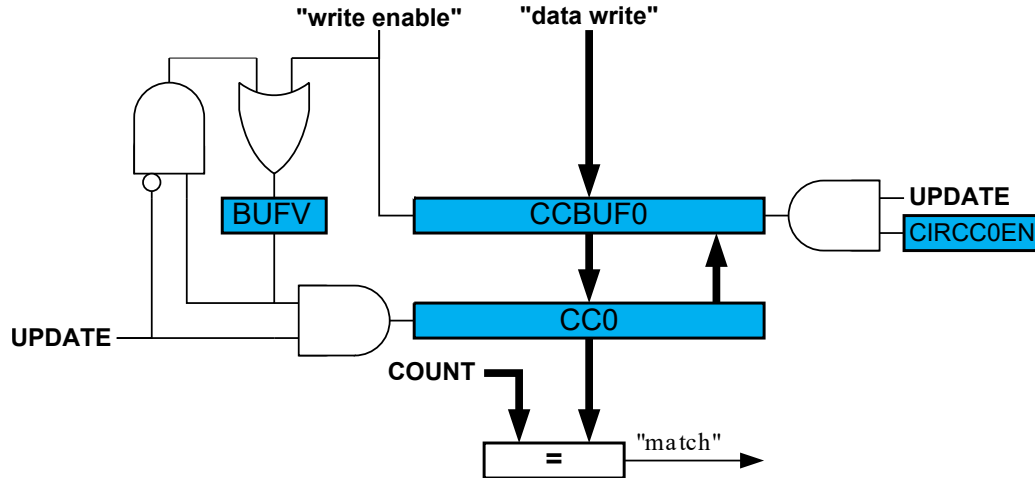 "write enable"
"data write"
BUFV
CCBUF0
UPDATE
CIRCC0EN
UPDATE
CC0
COUNT
=
"match"